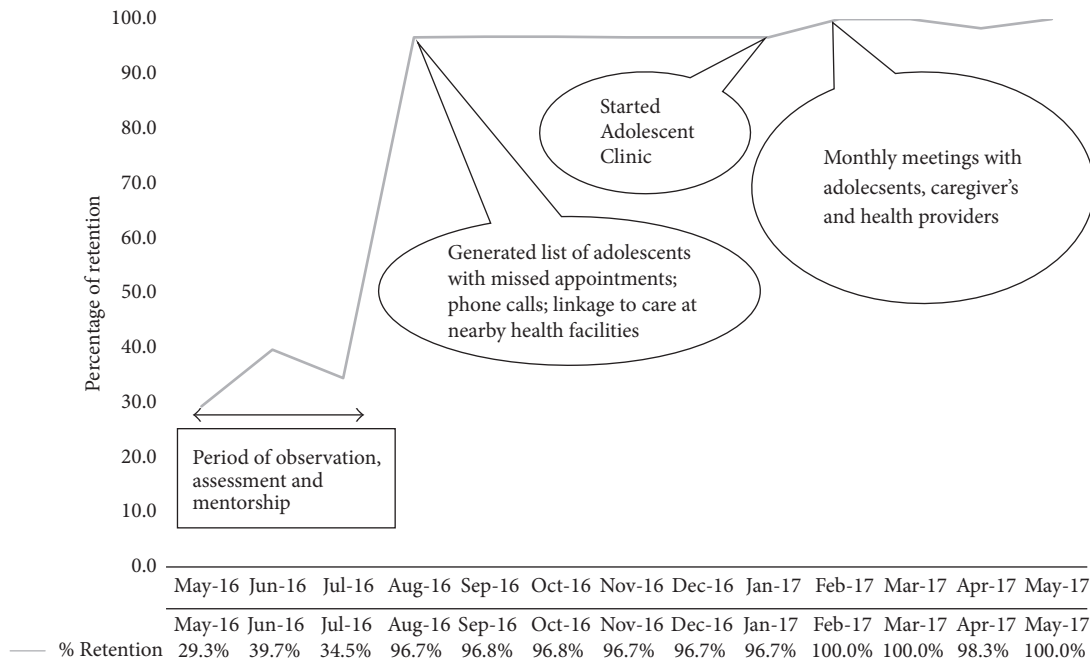 100.0
90.0
80.0
70.0
60.0
50.0
40.0
30.0
20.0
10.0
0.0
Percentage of retention
Started
Adolescent
Clinic
Monthly meetings with
adolecsents, caregiver's
and health providers
Generated list of adolescents
with missed appointments;
phone calls; linkage to care at
nearby health facilities
Period of observation,
assessment and
mentorship
May-16 Jun-16 Jul-16 Aug-16 Sep-16 Oct-16 Nov-16 Dec-16 Jan-17 Feb-17 Mar-17 Apr-17 May-17
May-16 Jun-16 Jul-16 Aug-16 Sep-16 Oct-16 Nov-16 Dec-16 Jan-17 Feb-17 Mar-17 Apr-17 May-17
% Retention 29.3% 39.7% 34.5% 96.7% 96.8% 96.8% 96.7% 96.7% 96.7% 100.0% 100.0% 98.3% 100.0%